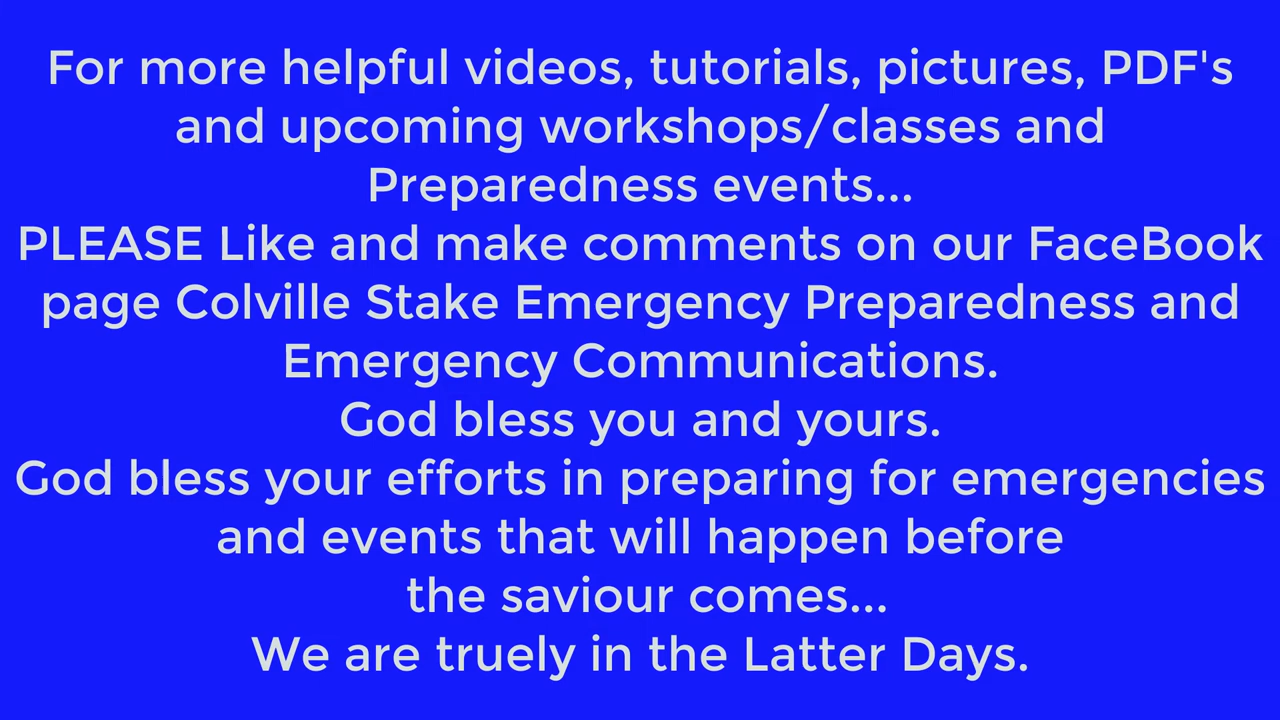 For more helpful videos, tutorials, pictures, PDF's
and upcoming workshops/classes and
Preparedness events...
PLEASE Like and make comments on our FaceBook
page Colville Stake Emergency Preparedness and
Emergency Communications.
God bless you and yours.
God bless your efforts in preparing for emergencies
and events that will happen before
the saviour comes...
We are truely in the Latter Days.